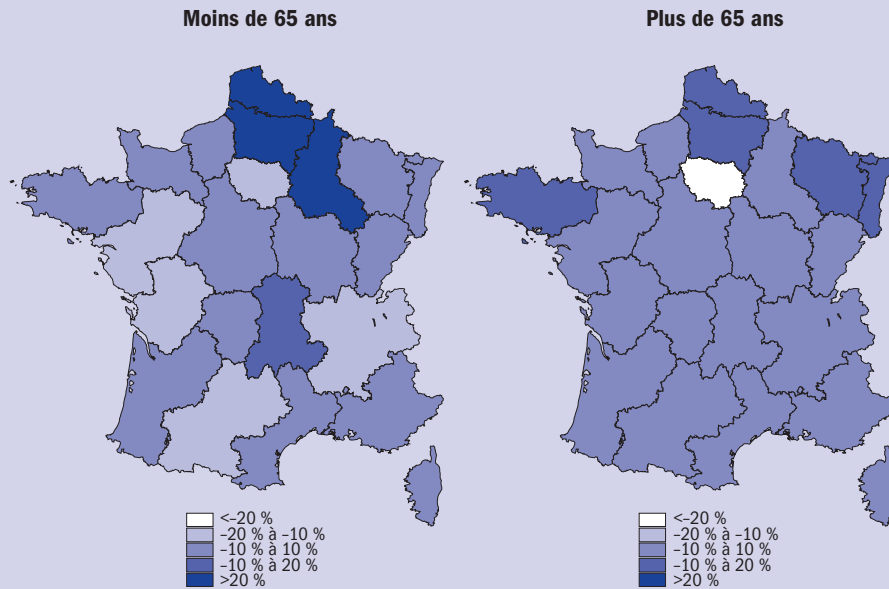 Moins de 65 ans
<–20 %
–20 % à –10 %
–10 % à 10 %
–10 % à 20 %
>20 %
Plus de 65 ans
<–20 %
–20 % à –10 %
–10 % à 10 %
–10 % à 20 %
>20 %